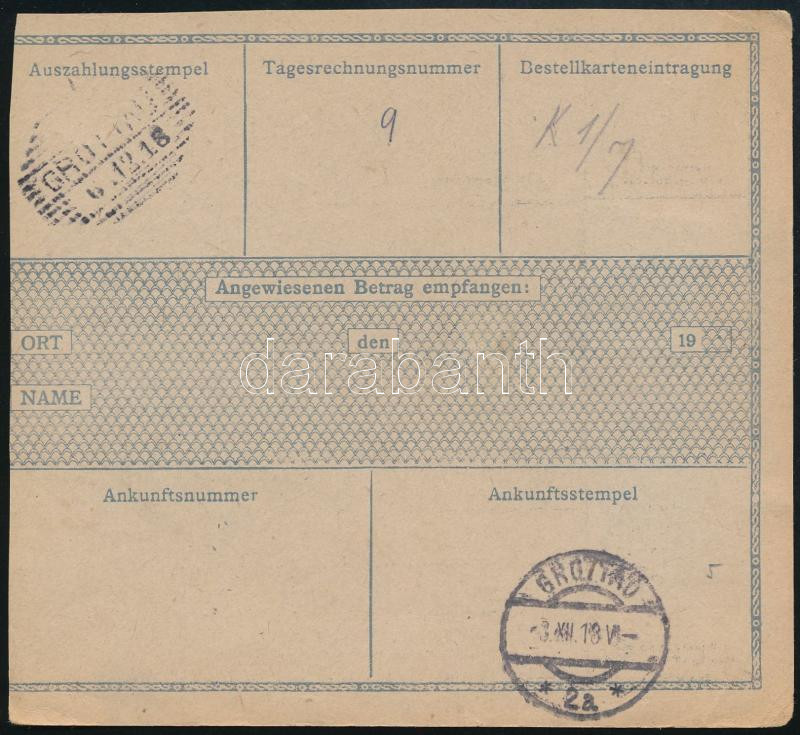 Auszahlungsstempel
Tagesrechnungsnummer
Bestellkarteneintragung
GROTTAU
6.12.18
9
K 1/7
Angewiesenen Betrag empfangen:
ORT
den
19
NAME
darabanth
Ankunftsnummer
Ankunftsstempel
GROTTAU
-3.XII.18 VI-
* 2a *